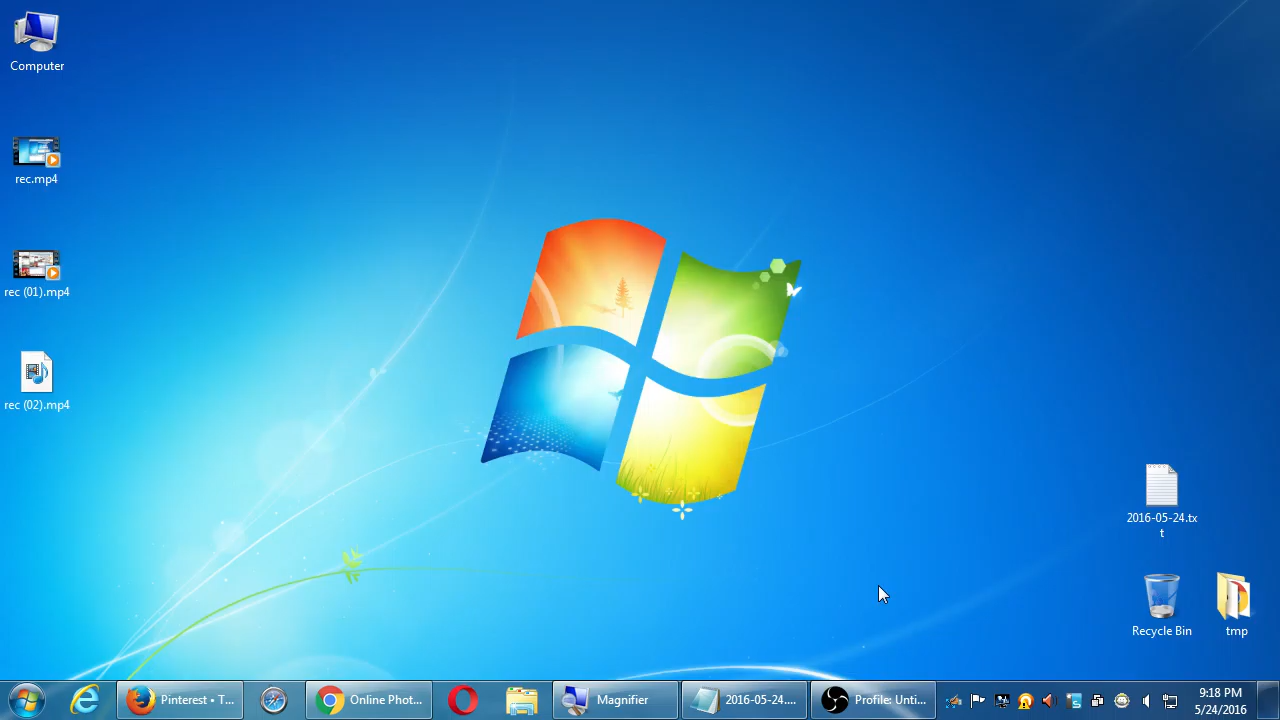 Computer
rec.mp4
rec (01).mp4
rec (02).mp4
2016-05-24.tx
t
Recycle Bin
tmp
Pinterest • T...
Online Phot...
Magnifier
2016-05-24....
Profile: Unti...
9:18 PM
5/24/2016